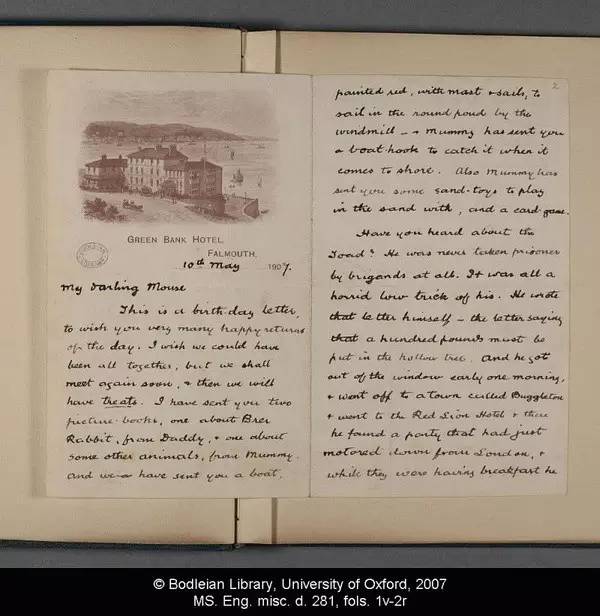 GREEN BANK HOTEL,
FALMOUTH,
10th May 1907.
My Darling Mouse
This is a birth-day letter,
to wish you very many happy returns
of the day. I wish we could have
been all together, but we shall
meet again soon, & then we will
have treats. I have sent you two
picture-books, one about Brer
Rabbit, from Daddy, & one about
some other animals, from Mummy.
And we have sent you a boat,
2
painted red, with mast & sails, to
sail in the round pond by the
windmill — & Mummy has sent you
a boat-hook to catch it when it
comes to shore. Also Mummy has
sent you some sand-toys to play
in the sand with, and a card-game.
Have you heard about the
Toad? He was never taken prisoner
by brigands at all. It was all a
horrid low trick of his. He wrote
that letter himself — the letter saying
that a hundred pounds must be
put in the hollow tree. And he got
out of the window early one morning,
& went off to a town called Buggleton
& went to the Red Lion Hotel & there
he found a party that had just
motored down from London, &
while they were having breakfast he
© Bodleian Library, University of Oxford, 2007
MS. Eng. misc. d. 281, fols. 1v-2r